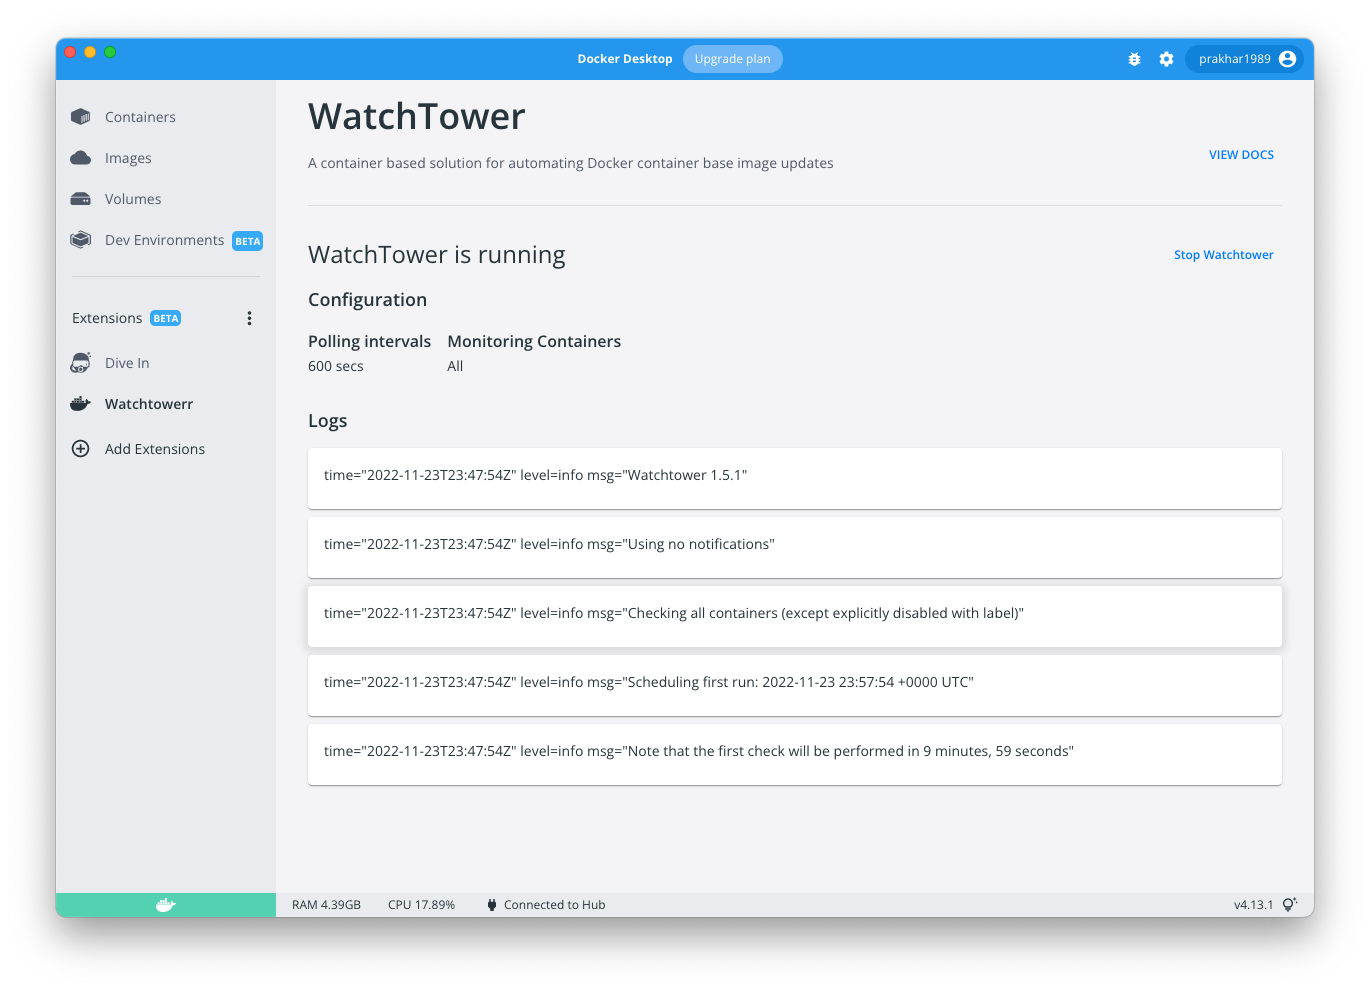 Docker Desktop Upgrade plan prakhar1989
Containers
Images
Volumes
Dev Environments BETA
Extensions BETA
Dive In
Watchtowerr
Add Extensions
WatchTower
A container based solution for automating Docker container base image updates
VIEW DOCS
WatchTower is running
Stop Watchtower
Configuration
Polling intervals Monitoring Containers
600 secs All
Logs
time="2022-11-23T23:47:54Z" level=info msg="Watchtower 1.5.1"
time="2022-11-23T23:47:54Z" level=info msg="Using no notifications"
time="2022-11-23T23:47:54Z" level=info msg="Checking all containers (except explicitly disabled with label)"
time="2022-11-23T23:47:54Z" level=info msg="Scheduling first run: 2022-11-23 23:57:54 +0000 UTC"
time="2022-11-23T23:47:54Z" level=info msg="Note that the first check will be performed in 9 minutes, 59 seconds"
RAM 4.39GB CPU 17.89% Connected to Hub v4.13.1